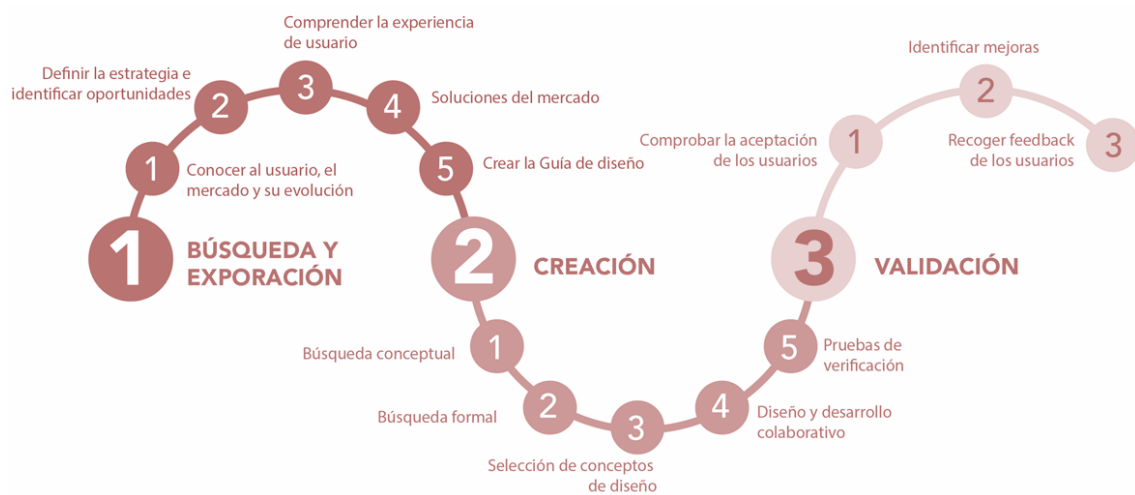 1
BÚSQUEDA Y
EXPORACIÓN
1
Conocer al usuario, el
mercado y su evolución
2
Definir la estrategia e
identificar oportunidades
3
Comprender la experiencia
de usuario
4
Soluciones del mercado
5
Crear la Guía de diseño
2
CREACIÓN
1
Búsqueda conceptual
2
Búsqueda formal
3
Selección de conceptos
de diseño
4
Diseño y desarrollo
colaborativo
5
Pruebas de
verificación
3
VALIDACIÓN
1
Comprobar la aceptación
de los usuarios
2
Identificar mejoras
3
Recoger feedback
de los usuarios